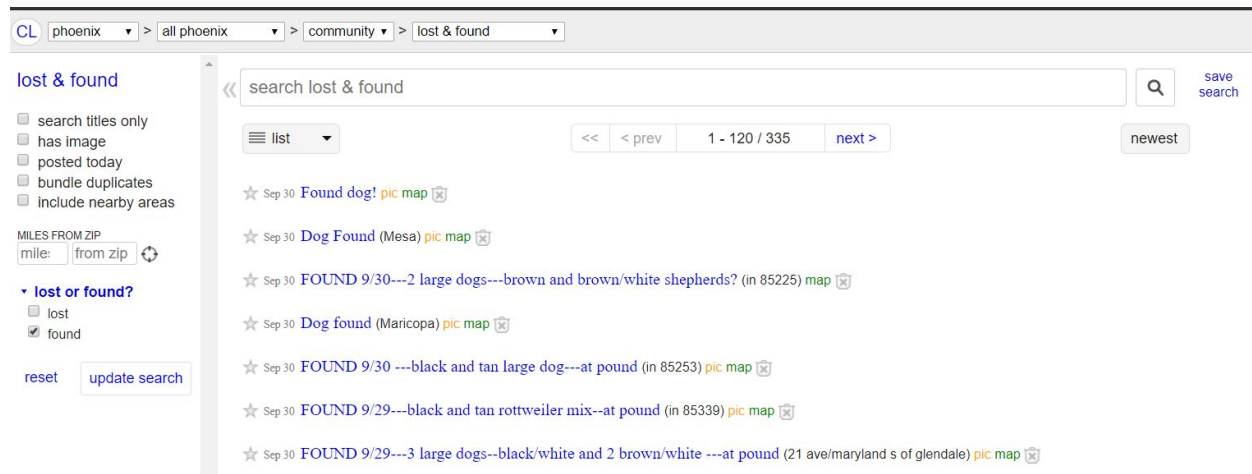 CL phoenix > all phoenix > community > lost & found
lost & found
search titles only
has image
posted today
bundle duplicates
include nearby areas
MILES FROM ZIP
mile from zip
lost or found?
lost
found
reset update search
« search lost & found
save search
list << < prev 1 - 120 / 335 next > newest
Sep 30 Found dog! pic map
Sep 30 Dog Found (Mesa) pic map
Sep 30 FOUND 9/30---2 large dogs---brown and brown/white shepherds? (in 85225) map
Sep 30 Dog found (Maricopa) pic map
Sep 30 FOUND 9/30 ---black and tan large dog---at pound (in 85253) pic map
Sep 30 FOUND 9/29---black and tan rottweiler mix--at pound (in 85339) pic map
Sep 30 FOUND 9/29---3 large dogs--black/white and 2 brown/white ---at pound (21 ave/maryland s of glendale) pic map